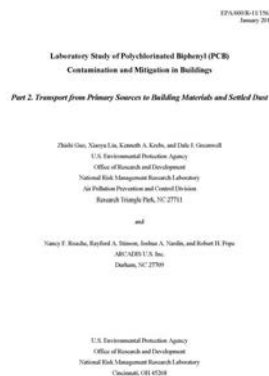 EPA/600/R-11/156
January 201
Laboratory Study of Polychlorinated Biphenyl (PCB)
Contamination and Mitigation in Buildings
Part 2. Transport from Primary Sources to Building Materials and Settled Dust
Zhishi Guo, Xiaoyu Liu, Kenneth A. Krebs, and Dale J. Greenwell
U.S. Environmental Protection Agency
Office of Research and Development
National Risk Management Research Laboratory
Air Pollution Prevention and Control Division
Research Triangle Park, NC 27711
and
Nancy F. Roache, Rayford A. Stinson, Joshua A. Nardin, and Robert H. Pope
ARCADIS U.S. Inc.
Durham, NC 27709
U.S. Environmental Protection Agency
Office of Research and Development
National Risk Management Research Laboratory
Cincinnati, OH 45268